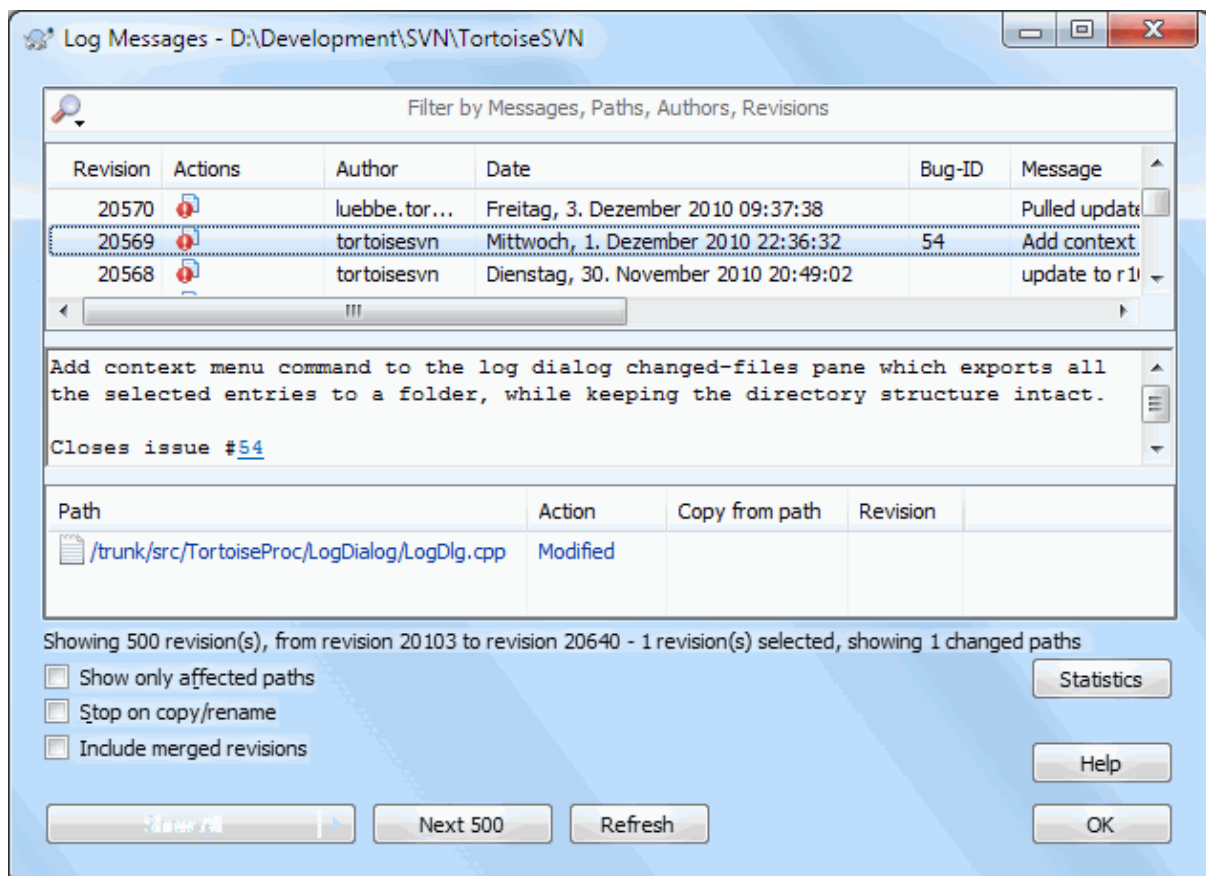 Log Messages - D:\Development\SVN\TortoiseSVN
Filter by Messages, Paths, Authors, Revisions
Revision Actions Author Date Bug-ID Message
20570 luebbe.tor... Freitag, 3. Dezember 2010 09:37:38 Pulled update
20569 tortoisesvn Mittwoch, 1. Dezember 2010 22:36:32 54 Add context
20568 tortoisesvn Dienstag, 30. November 2010 20:49:02 update to
Add context menu command to the log dialog changed-files pane which exports all
the selected entries to a folder, while keeping the directory structure intact.
Closes issue #54
Path Action Copy from path Revision
/trunk/src/TortoiseProc/LogDialog/LogDlg.cpp Modified
Showing 500 revision(s), from revision 20103 to revision 20640 - 1 revision(s) selected, showing 1 changed paths
Show only affected paths
Statistics
Stop on copy/rename
Include merged revisions
Help
Show All
Next 500
Refresh
OK